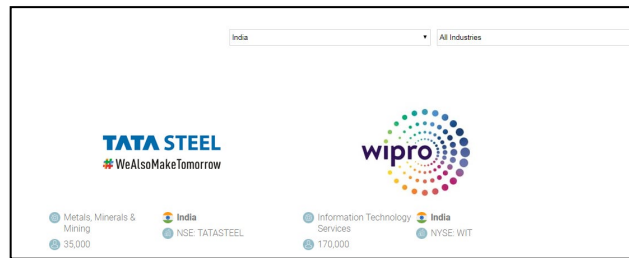 India
All Industries
TATA STEEL
#WeAlsoMakeTomorrow
wipro
Metals, Minerals &
Mining
India
NSE: TATASTEEL
35,000
Information Technology
Services
India
NYSE: WIT
170,000